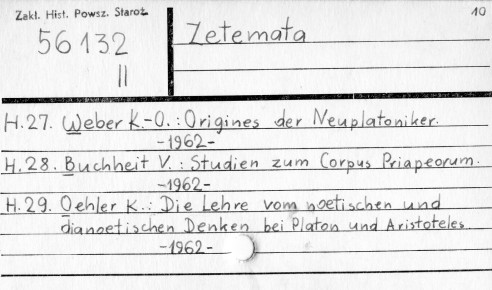 Zakł. Hist. Powsz. Staroż.
10
56132
II
Zetemata
H.27. Weber K.-O.: Origines der Neuplatoniker.
-1962-
H.28. Buchheit V.: Studien zum Corpus Priapeorum.
-1962-
H.29. Oehler K.: Die Lehre vom noetischen und
dianoetischen Denken bei Platon und Aristoteles
-1962-